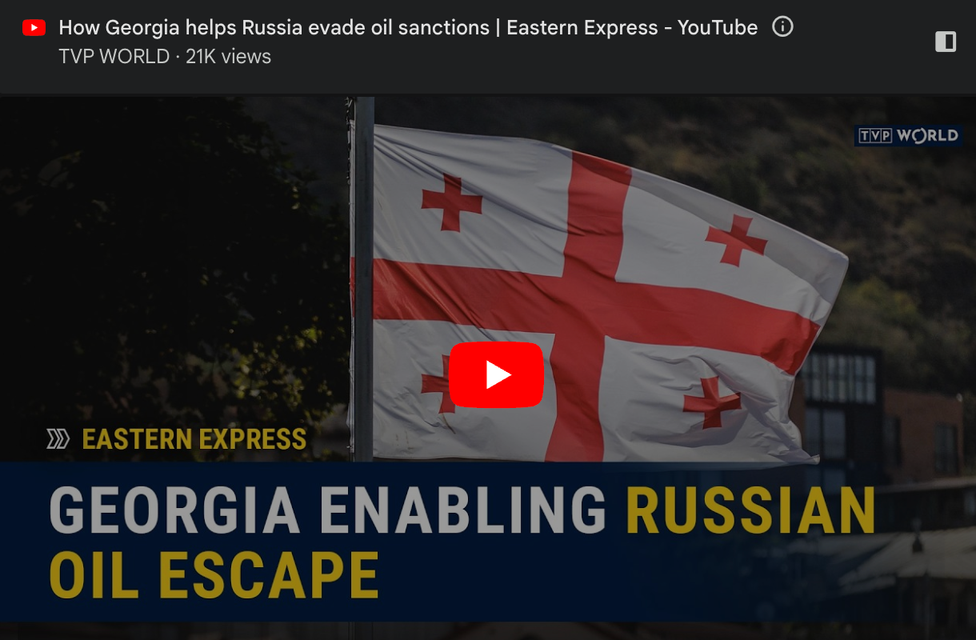 How Georgia helps Russia evade oil sanctions | Eastern Express - YouTube
TVP WORLD · 21K views
TVP WORLD
EASTERN EXPRESS
GEORGIA ENABLING RUSSIAN
OIL ESCAPE